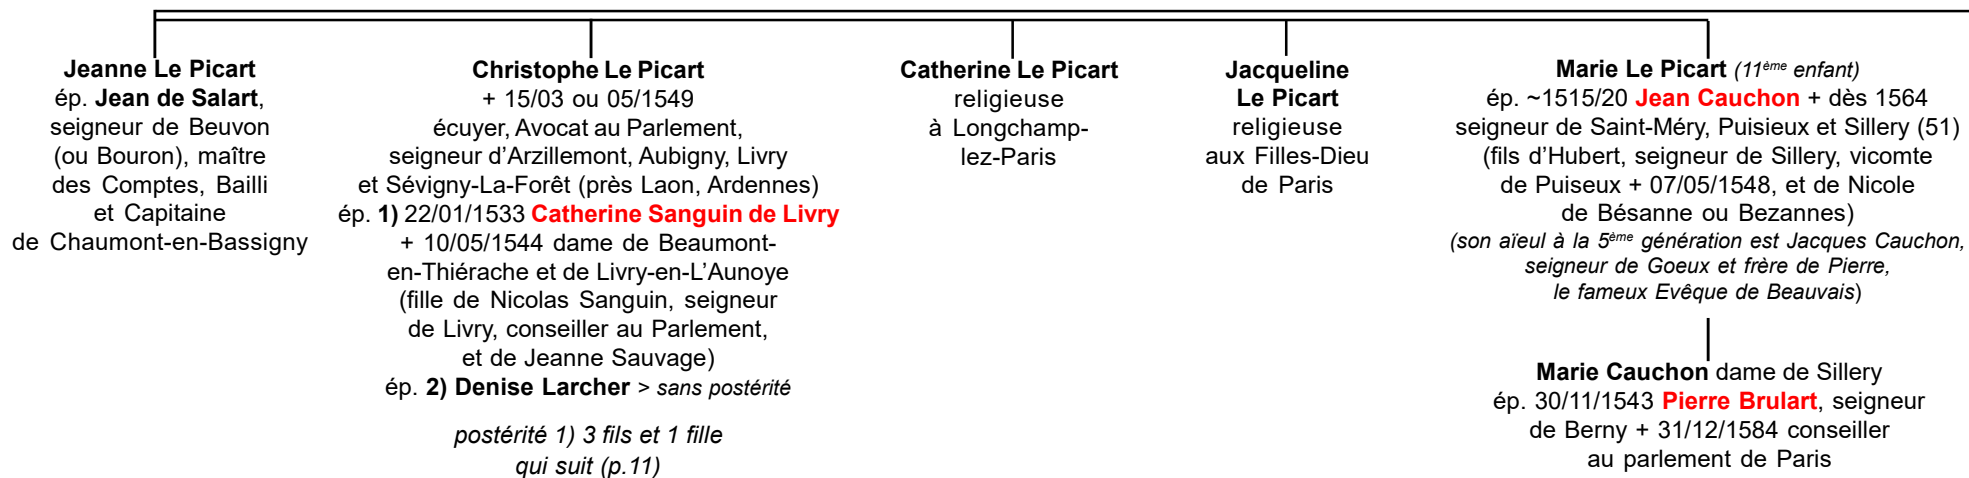 Jeanne Le Picart
ép. Jean de Salart,
seigneur de Beuvon
(ou Bouron), maître
des Comptes, Bailli
et Capitaine
de Chaumont-en-Bassigny
Christophe Le Picart
+ 15/03 ou 05/1549
écuyer, Avocat au Parlement,
seigneur d'Arzillemont, Aubigny, Livry
et Sévigny-La-Forêt (près Laon, Ardennes)
ép. 1) 22/01/1533 Catherine Sanguin de Livry
+ 10/05/1544 dame de Beaumont-
en-Thiérache et de Livry-en-L'Aunoye
(fille de Nicolas Sanguin, seigneur
de Livry, conseiller au Parlement,
et de Jeanne Sauvage)
ép. 2) Denise Larcher > sans postérité
postérité 1) 3 fils et 1 fille
qui suit (p.11)
Catherine Le Picart
religieuse
à Longchamp-
lez-Paris
Jacqueline
Le Picart
religieuse
aux Filles-Dieu
de Paris
Marie Le Picart (11ème enfant)
ép. ~1515/20 Jean Cauchon + dès 1564
seigneur de Saint-Méry, Puisieux et Sillery (51)
(fils d'Hubert, seigneur de Sillery, vicomte
de Puiseux + 07/05/1548, et de Nicole
de Bésanne ou Bezannes)
(son aïeul à la 5ème génération est Jacques Cauchon,
seigneur de Goeux et frère de Pierre,
le fameux Evêque de Beauvais)
Marie Cauchon dame de Sillery
ép. 30/11/1543 Pierre Brulart, seigneur
de Berny + 31/12/1584 conseiller
au parlement de Paris